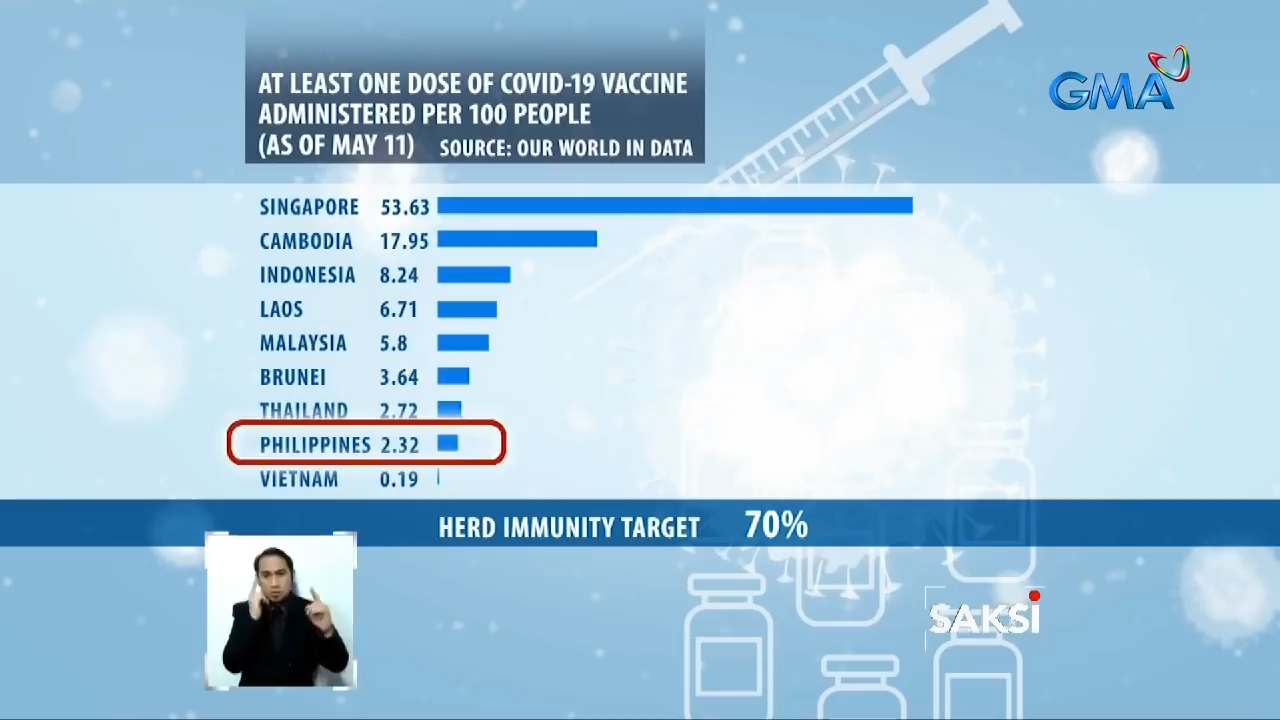 AT LEAST ONE DOSE OF COVID-19 VACCINE
ADMINISTERED PER 100 PEOPLE
(AS OF MAY 11) SOURCE: OUR WORLD IN DATA
GMA
SINGAPORE 53.63
CAMBODIA 17.95
INDONESIA 8.24
LAOS 6.71
MALAYSIA 5.8
BRUNEI 3.64
THAILAND 2.72
PHILIPPINES 2.32
VIETNAM 0.19
HERD IMMUNITY TARGET 70%
SAKSI